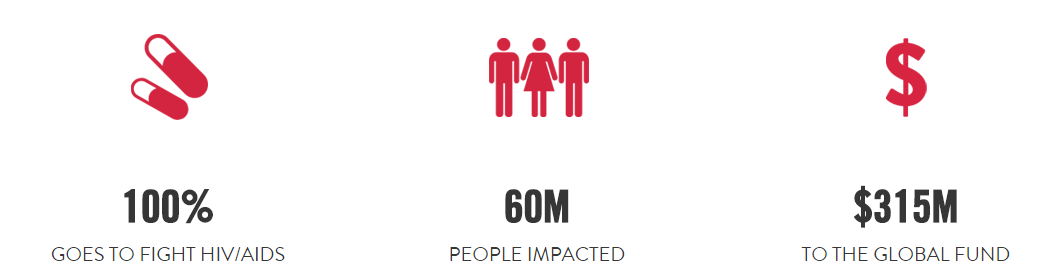 100%
GOES TO FIGHT HIV/AIDS
60M
PEOPLE IMPACTED
$315M
TO THE GLOBAL FUND